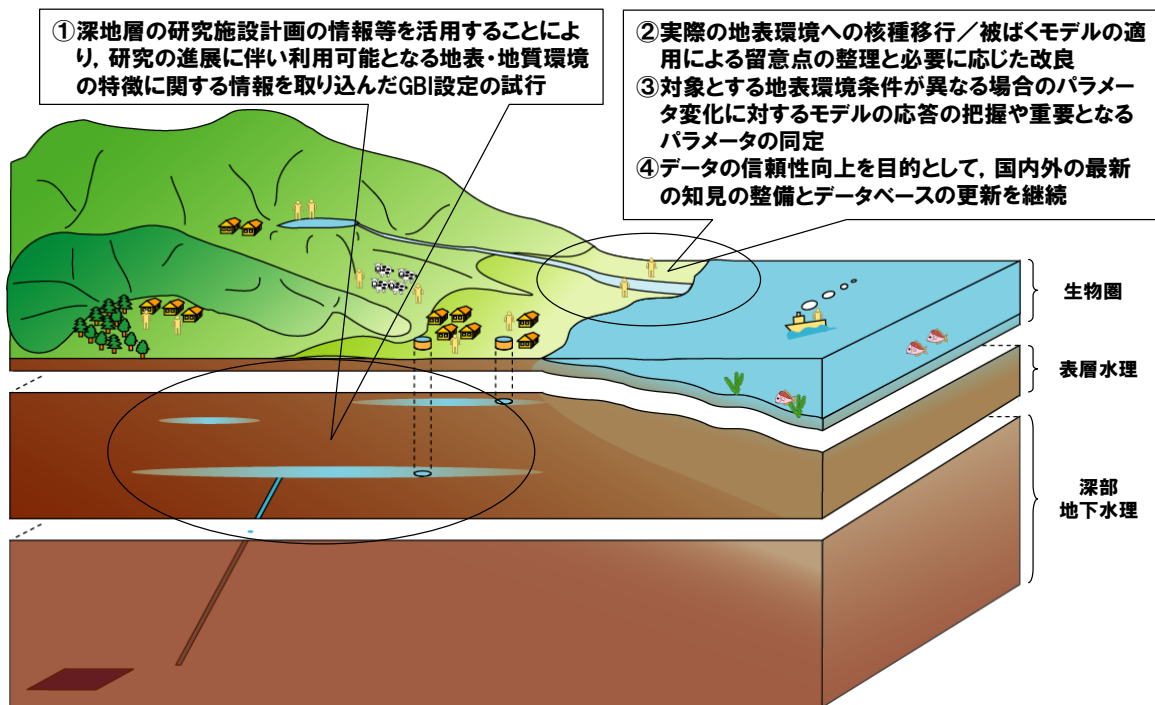 ①深地層の研究施設計画の情報等を活用することによ
り，研究の進展に伴い利用可能となる地表・地質環境
の特徴に関する情報を取り込んだGBI設定の試行
②実際の地表環境への核種移行／被ばくモデルの適
用による留意点の整理と必要に応じた改良
③対象とする地表環境条件が異なる場合のパラメー
タ変化に対するモデルの応答の把握や重要となる
パラメータの同定
④データの信頼性向上を目的として，国内外の最新
の知見の整備とデータベースの更新を継続
生物圏
表層水理
深部
地下水理